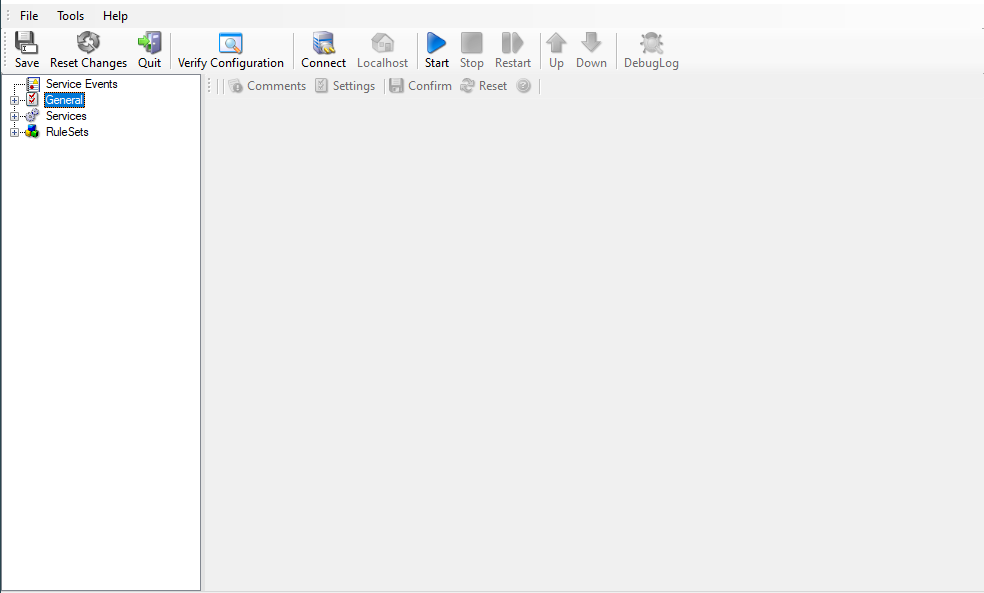 File Tools Help
Save Reset Changes Quit Verify Configuration Connect Localhost Start Stop Restart Up Down DebugLog
Service Events
Comments Settings Confirm Reset
General
Services
RuleSets